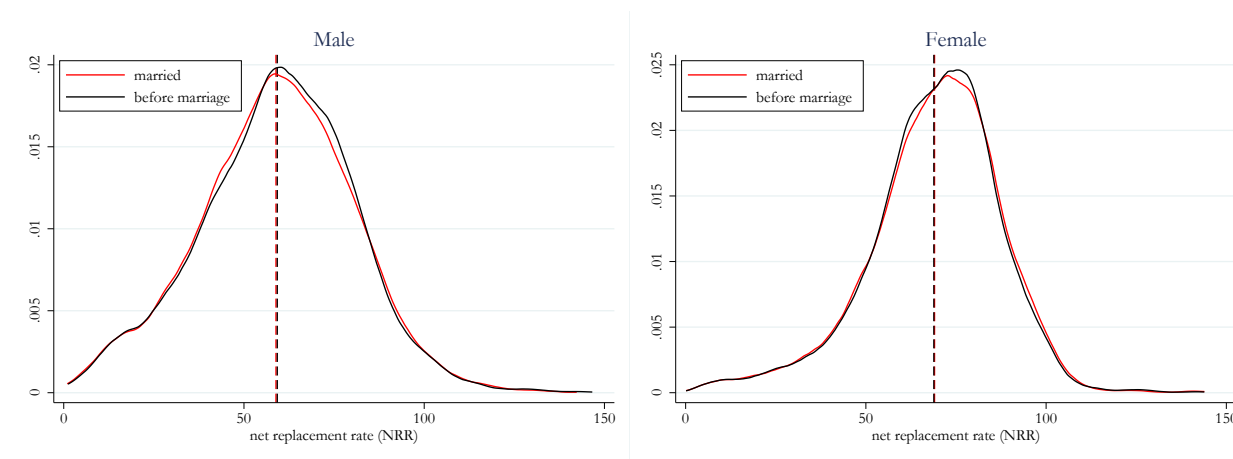 Male
married
before marriage
.02
.015
.01
.005
0
0
50
100
150
net replacement rate (NRR)
Female
married
before marriage
.025
.02
.015
.01
.005
0
0
50
100
150
net replacement rate (NRR)